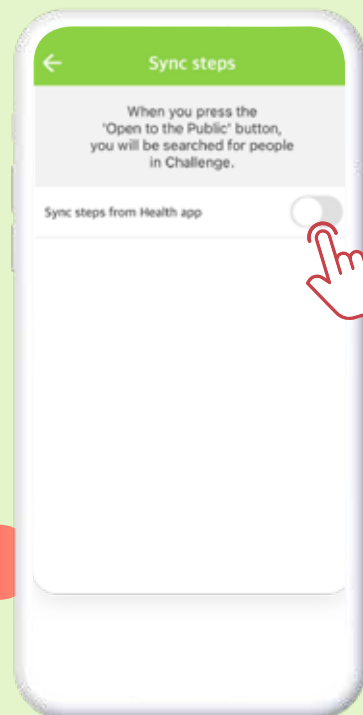 Sync steps
When you press the
'Open to the Public' button,
you will be searched for people
in Challenge.
Sync steps from Health app